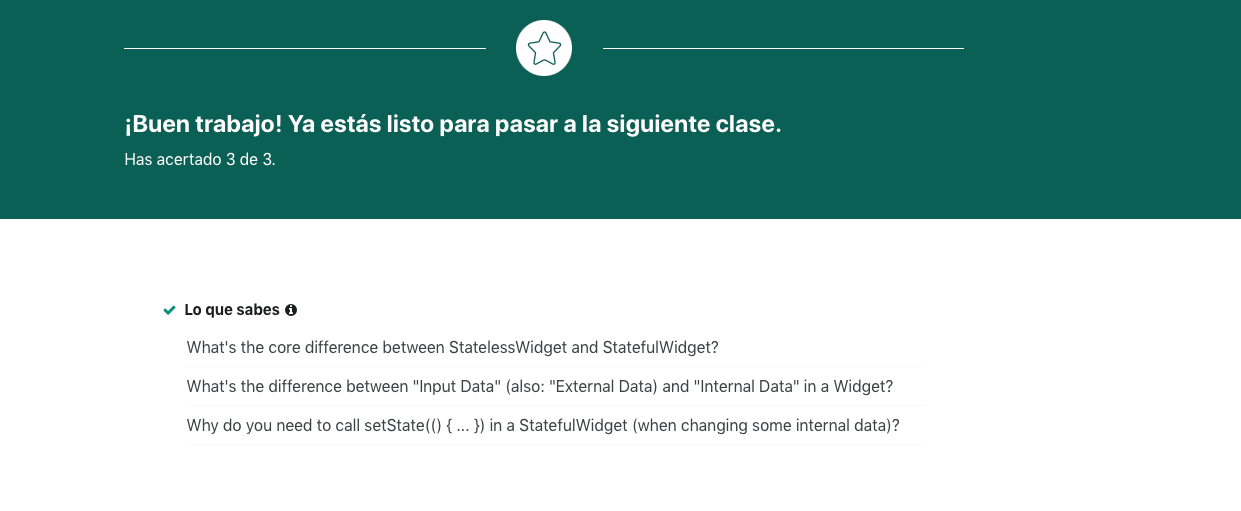 ¡Buen trabajo! Ya estás listo para pasar a la siguiente clase.
Has acertado 3 de 3.
Lo que sabes
What's the core difference between StatelessWidget and StatefulWidget?
What's the difference between "Input Data" (also: "External Data) and "Internal Data" in a Widget?
Why do you need to call setState(() { ... }) in a StatefulWidget (when changing some internal data)?